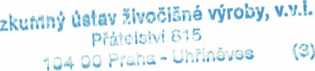 zkumný ústav živočišné výroby, v.v.i.
Přátelství 815
104 00 Praha - Uhříněves (3)